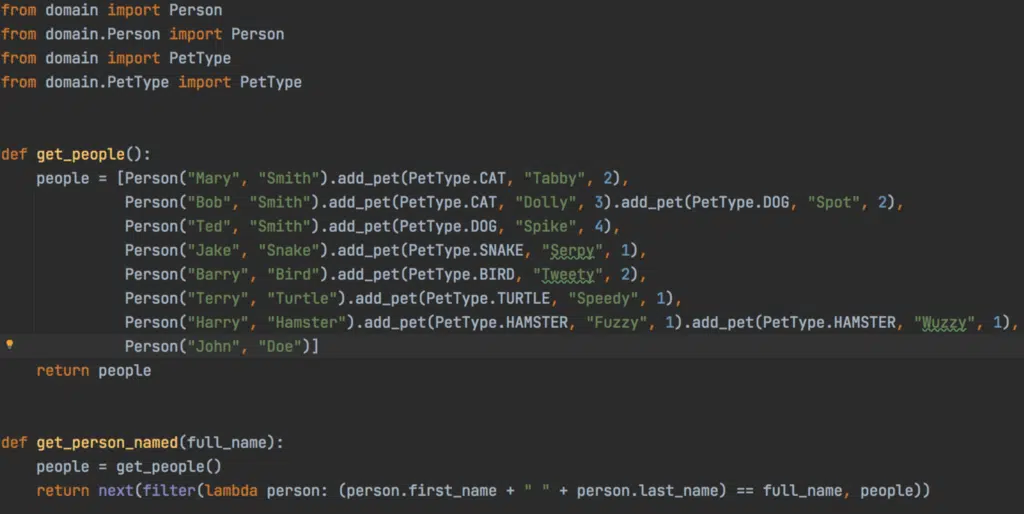 from domain import Person
from domain.Person import Person
from domain import PetType
from domain.PetType import PetType
def get_people():
people = [Person("Mary", "Smith").add_pet(PetType.CAT, "Tabby", 2),
Person("Bob", "Smith").add_pet(PetType.CAT, "Dolly", 3).add_pet(PetType.DOG, "Spot", 2),
Person("Ted", "Smith").add_pet(PetType.DOG, "Spike", 4),
Person("Jake", "Snake").add_pet(PetType.SNAKE, "Serpy", 1),
Person("Barry", "Bird").add_pet(PetType.BIRD, "Tweety", 2),
Person("Terry", "Turtle").add_pet(PetType.TURTLE, "Speedy", 1),
Person("Harry", "Hamster").add_pet(PetType.HAMSTER, "Fuzzy", 1).add_pet(PetType.HAMSTER, "Wuzzy", 1),
Person("John", "Doe")]
return people
def get_person_named(full_name):
people = get_people()
return next(filter(lambda person: (person.first_name + " " + person.last_name) == full_name, people))